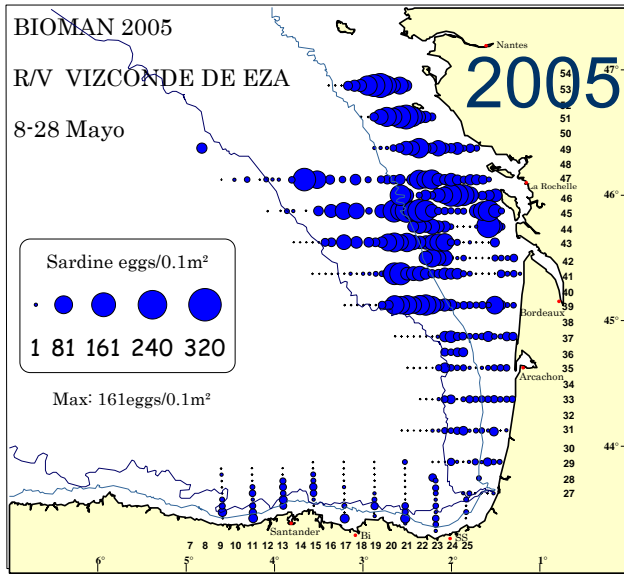 BIOMAN 2005
R/V VIZCONDE DE EZA
8-28 Mayo
2005
Nantes
47°
La Rochelle
46°
Bordeaux
45°
Arcachon
44°
54
53
52
51
50
49
48
47
46
45
44
43
42
41
40
39
38
37
36
35
34
33
32
31
30
29
28
27
Sardine eggs/0.1m²
1 81 161 240 320
Max: 161eggs/0.1m²
Santander
Bi
SS
7 8 9 10 11 12 13 14 15 16 17 18 19 20 21 22 23 24 25
6° 5° 4° 3° 2° 1°